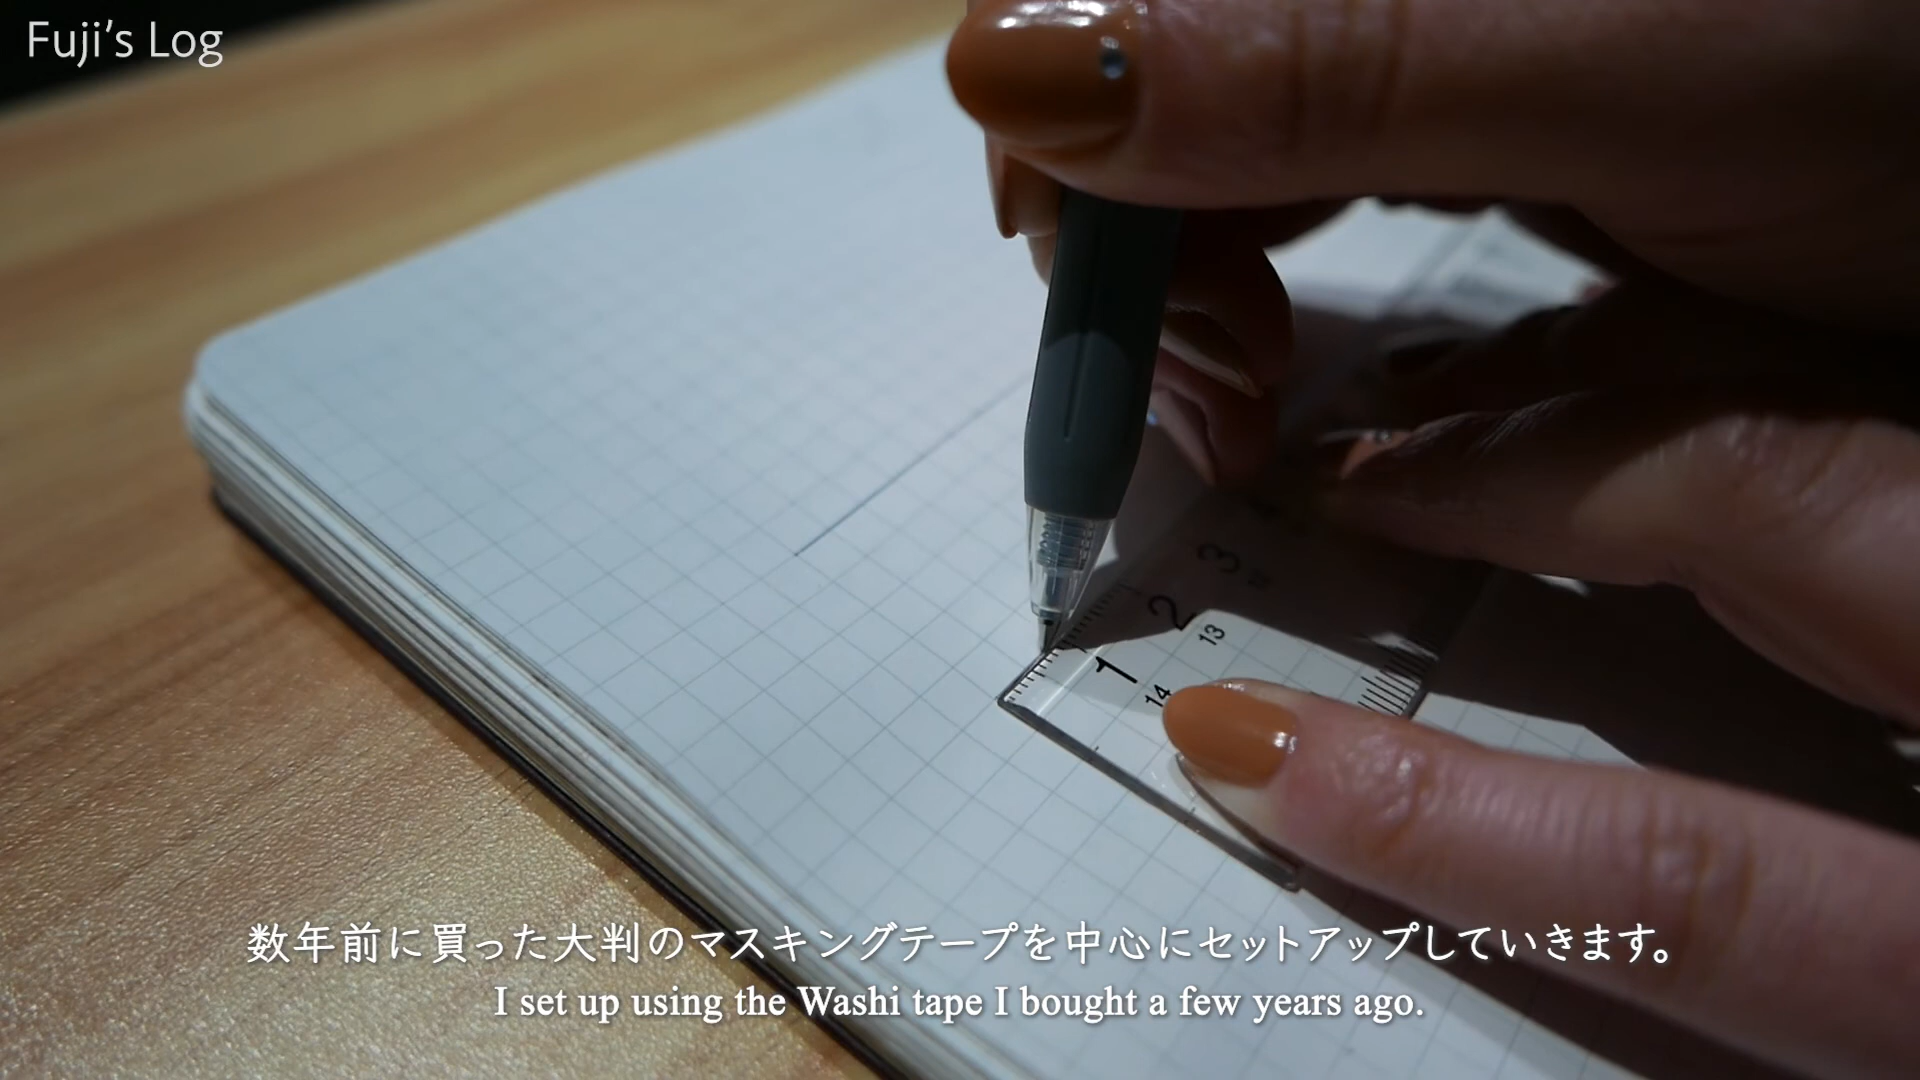 Fuji's Log
3
2
13
1
14
数年前に買った大判のマスキングテープを中心にセットアップしていきます。
I set up using the Washi tape I bought a few years ago.